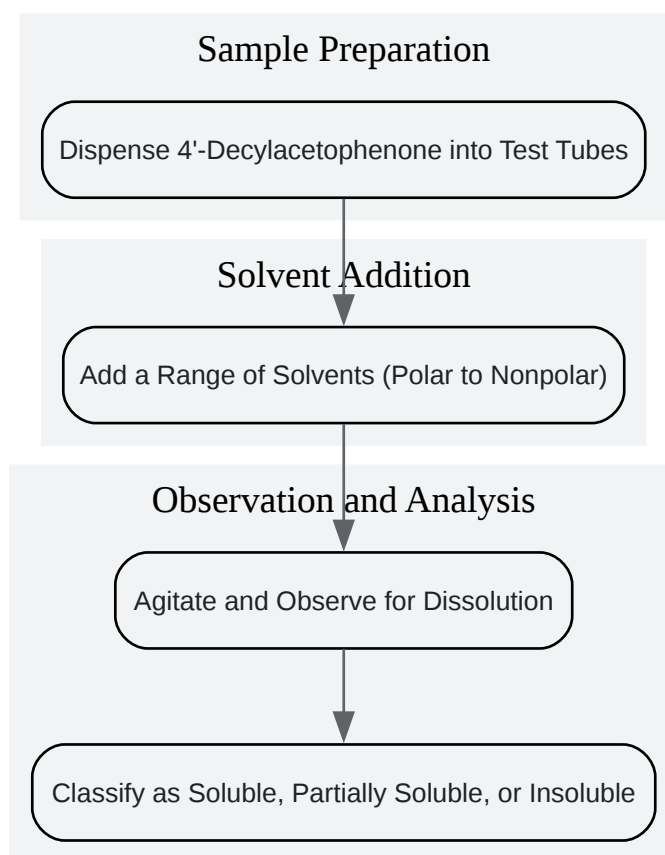 Sample Preparation
Dispense 4'-Decylacetophenone into Test Tubes
Solvent Addition
Add a Range of Solvents (Polar to Nonpolar)
Observation and Analysis
Agitate and Observe for Dissolution
Classify as Soluble, Partially Soluble, or Insoluble